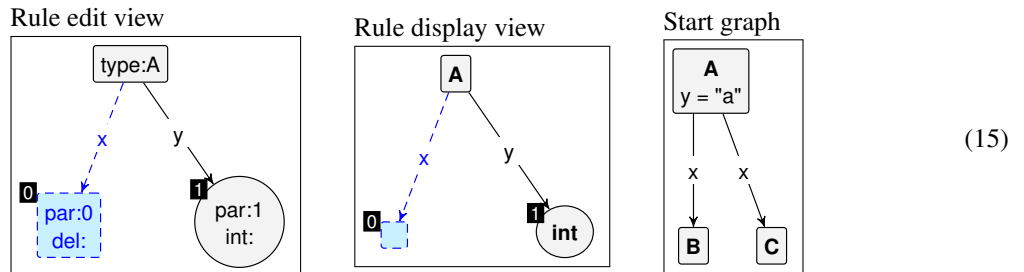 Rule edit view
type:A
x
y
0
par:0
del:
1
par:1
int:
Rule display view
A
x
y
0
1
int
Start graph
A
y = "a"
x
x
B
C
(15)